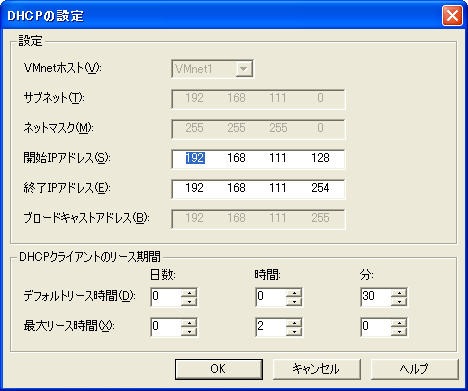 DHCPの設定
設定
VMnetホスト(V): VMnet1
サブネット(T): 192 168 111 0
ネットマスク(M): 255 255 255 0
開始IPアドレス(S): 192 168 111 128
終了IPアドレス(E): 192 168 111 254
ブロードキャストアドレス(B): 192 168 111 255
DHCPクライアントのリース期間
日数: 時間: 分:
デフォルトリース時間(D): 0 0 30
最大リース時間(X): 0 2 0
OK キャンセル ヘルプ